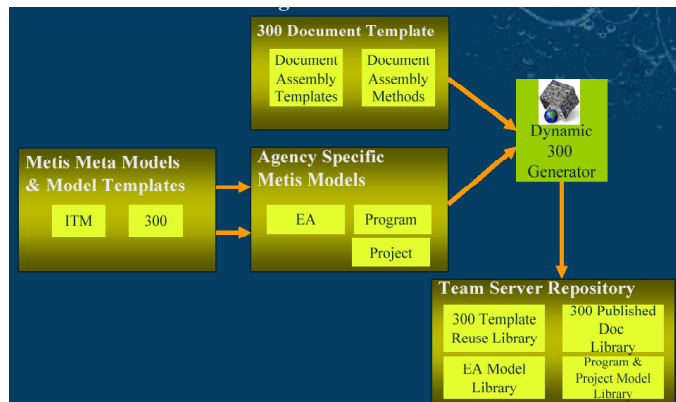 300 Document Template
Document
Assembly
Templates
Document
Assembly
Methods
Dynamic
300
Generator
Metis Meta Models
& Model Templates
ITM
300
Agency Specific
Metis Models
EA
Program
Project
Team Server Repository
300 Template
Reuse Library
300 Published
Doc
Library
EA Model
Library
Program &
Project Model
Library